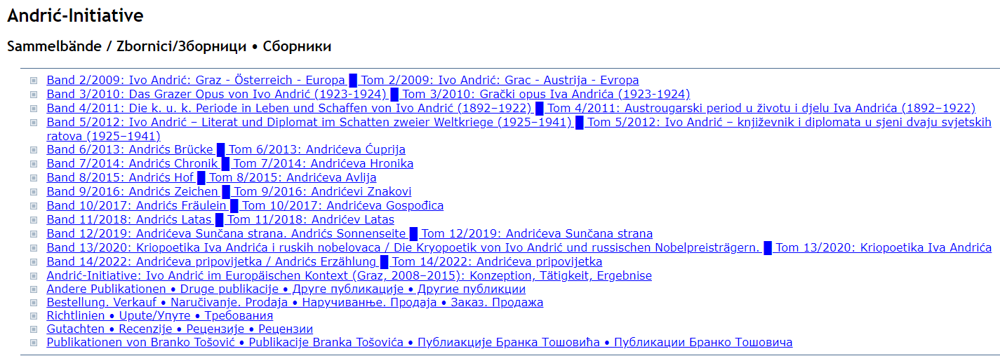 Andrić-Initiative
Sammelbände / Zbornici/Зборници • Сборники
Band 2/2009: Ivo Andrić: Graz - Österreich - Europa █ Tom 2/2009: Ivo Andrić: Grac - Austrija - Evropa
Band 3/2010: Das Grazer Opus von Ivo Andrić (1923-1924) █ Tom 3/2010: Grački opus Iva Andrića (1923-1924)
Band 4/2011: Die k. u. k. Periode in Leben und Schaffen von Ivo Andrić (1892–1922) █ Tom 4/2011: Austrougarski period u životu i djelu Iva Andrića (1892–1922)
Band 5/2012: Ivo Andrić – Literat und Diplomat im Schatten zweier Weltkriege (1925–1941) █ Tom 5/2012: Ivo Andrić – književnik i diplomata u sjeni dvaju svjetskih
ratova (1925–1941)
Band 6/2013: Andrićs Brücke █ Tom 6/2013: Andrićeva Ćuprija
Band 7/2014: Andrićs Chronik █ Tom 7/2014: Andrićeva Hronika
Band 8/2015: Andrićs Hof █ Tom 8/2015: Andrićeva Avlija
Band 9/2016: Andrićs Zeichen █ Tom 9/2016: Andrićevi Znakovi
Band 10/2017: Andrićs Fräulein █ Tom 10/2017: Andrićeva Gospođica
Band 11/2018: Andrićs Latas █ Tom 11/2018: Andrićev Latas
Band 12/2019: Andrićeva Sunčana strana. Andrićs Sonnenseite █ Tom 12/2019: Andrićeva Sunčana strana
Band 13/2020: Kriopoetika Iva Andrića i ruskih nobelovaca / Die Kryopoetik von Ivo Andrić und russischen Nobelpreisträgern. █ Tom 13/2020: Kriopoetika Iva Andrića
Band 14/2022: Andrićeva pripovijetka / Andrićs Erzählung █ Tom 14/2022: Andrićeva pripovijetka
Andrić-Initiative: Ivo Andrić im Europäischen Kontext (Graz, 2008–2015): Konzeption, Tätigkeit, Ergebnise
Andere Publikationen • Druge publikacije • Друге публикације • Другие публикции
Bestellung. Verkauf • Naručivanje. Prodaja • Наручивање. Продаја • Заказ. Продажа
Richtlinien • Upute/Упуте • Требования
Gutachten • Recenzije • Рецензије • Рецензии
Publikationen von Branko Tošović • Publikacije Branka Tošovića • Публиакције Бранка Тошовића • Публикации Бранко Тошовича